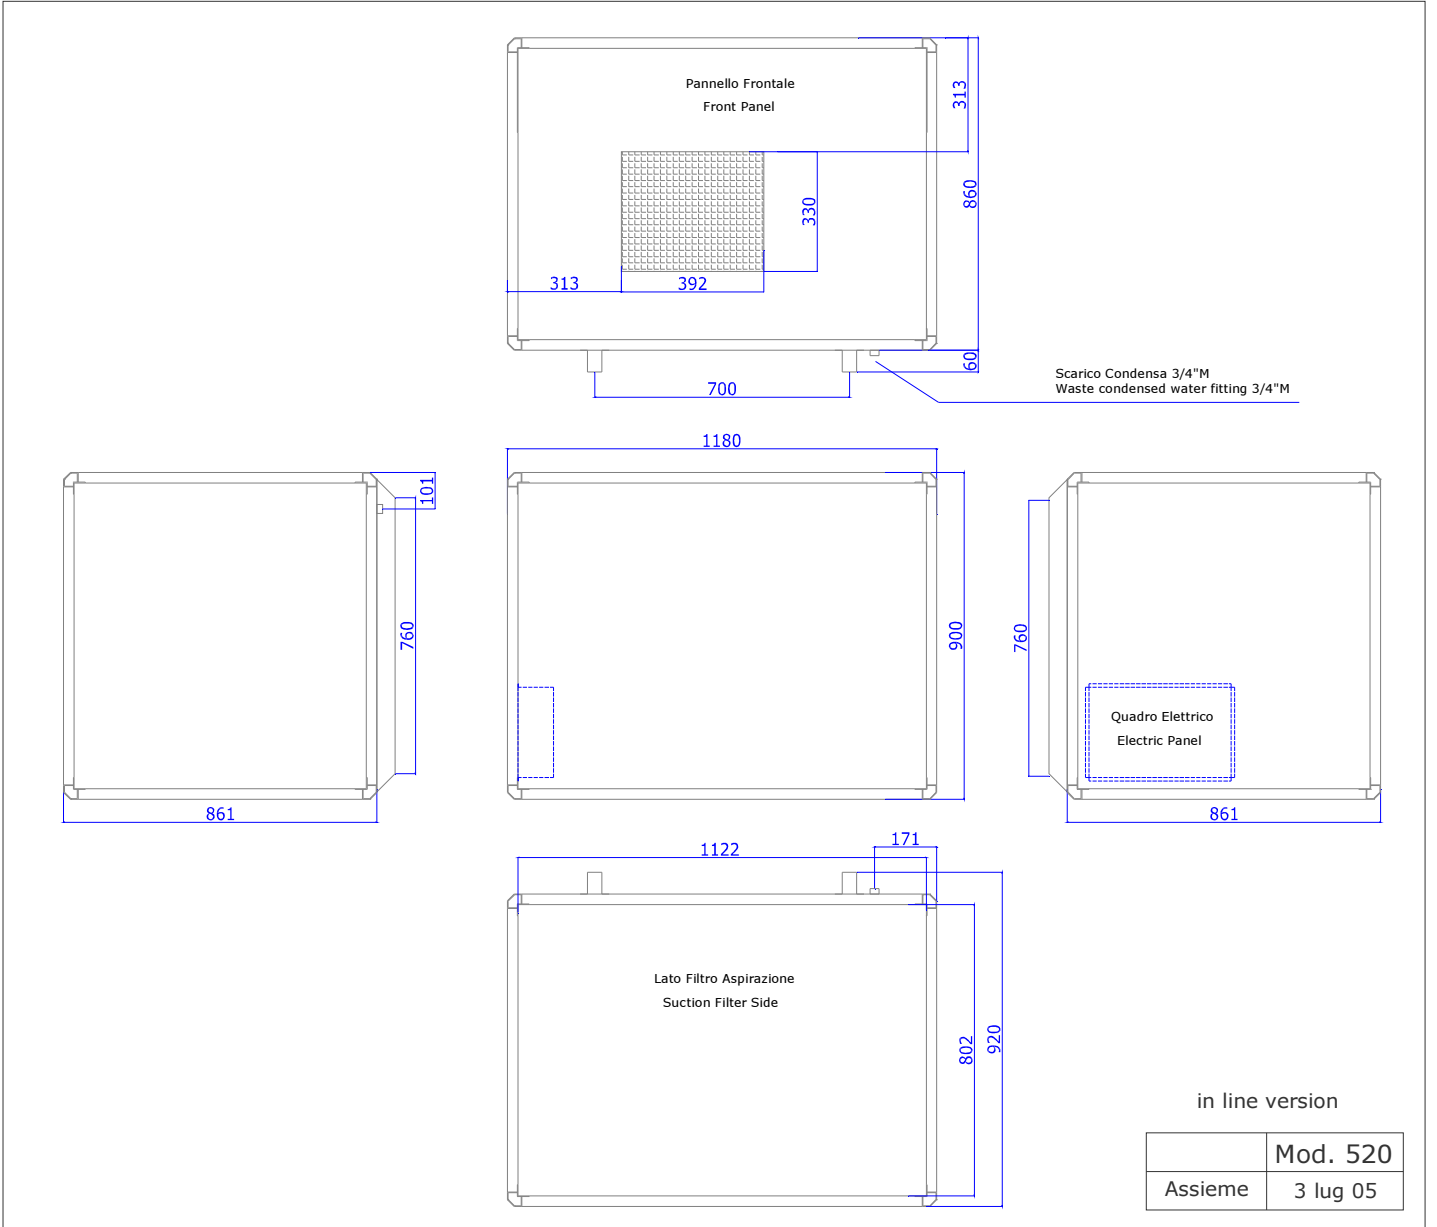 Pannello Frontale
Front Panel
313
860
330
313
392
60
700
Scarico Condensa 3/4"M
Waste condensed water fitting 3/4"M
1180
101
760
900
760
Quadro Elettrico
Electric Panel
861
861
1122
171
Lato Filtro Aspirazione
Suction Filter Side
802
920
in line version
Mod. 520
Assieme 3 lug 05